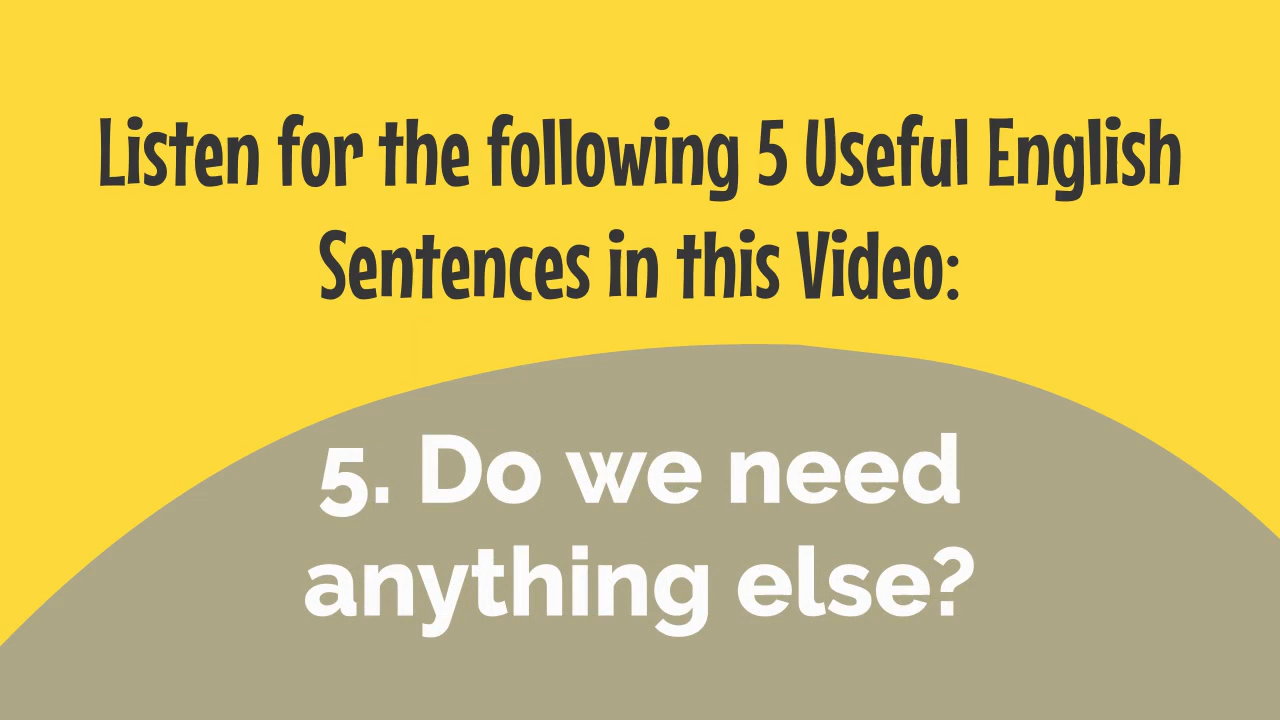 Listen for the following 5 Useful English
Sentences in this Video:
5. Do we need
anything else?